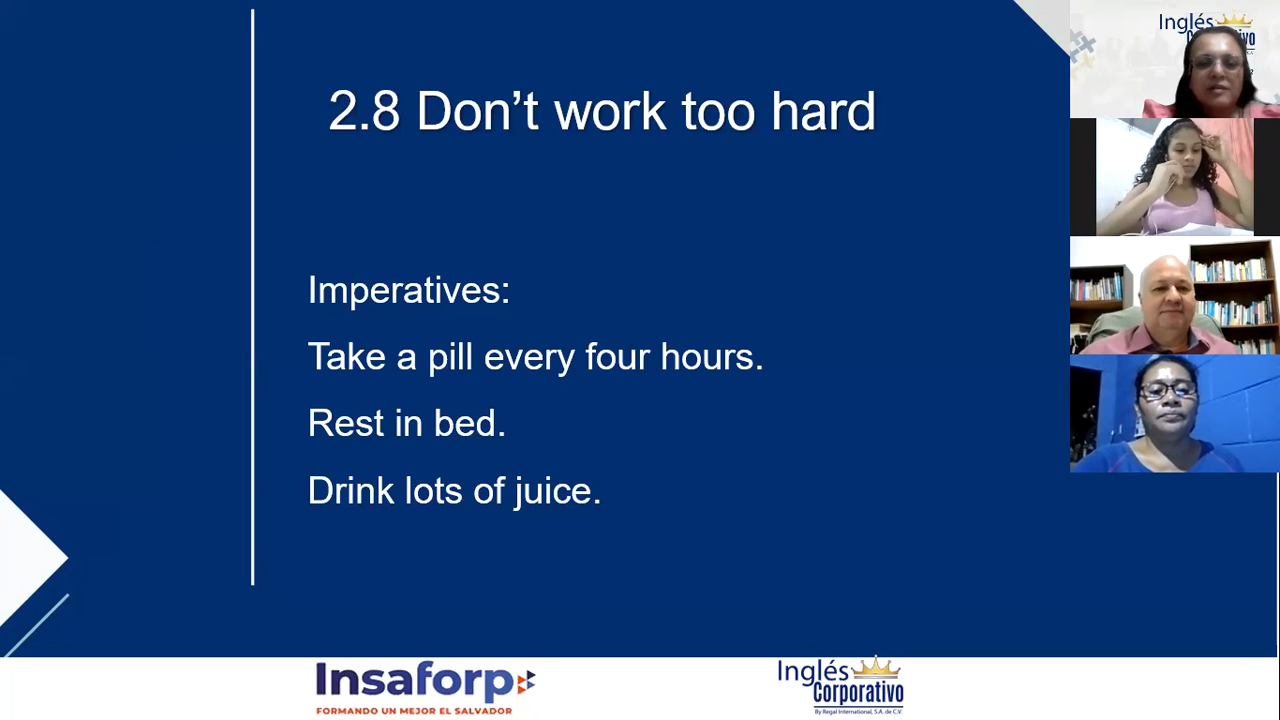 2.8 Don’t work too hard
Imperatives:
Take a pill every four hours.
Rest in bed.
Drink lots of juice.
Insaforp
FORMANDO UN MEJOR EL SALVADOR
Inglés
Corporativo
By Regal International, S.A. de C.V.
Inglés